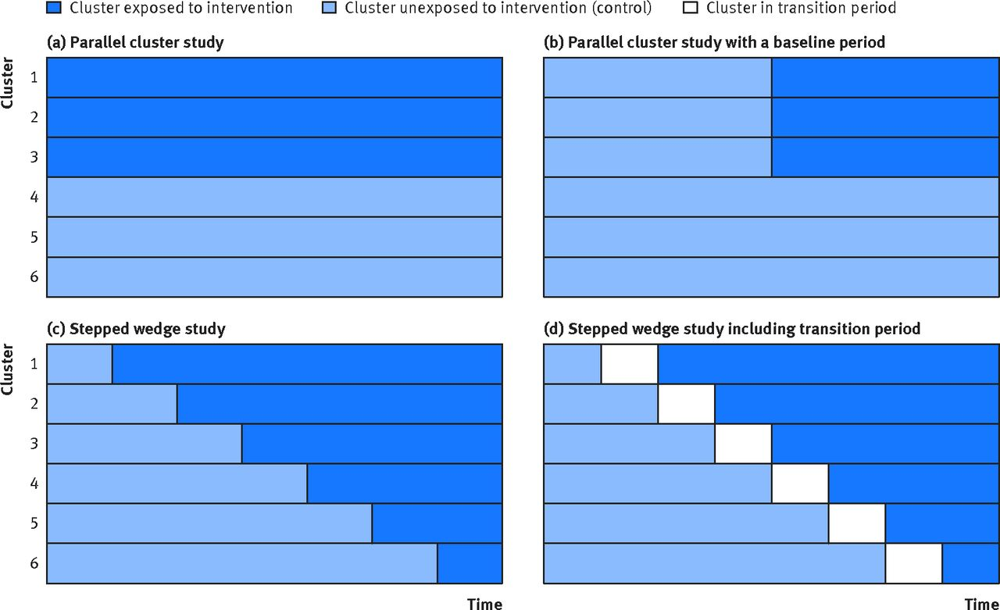 Cluster exposed to intervention
Cluster unexposed to intervention (control)
Cluster in transition period
(a) Parallel cluster study
Cluster
1
2
3
4
5
6
(b) Parallel cluster study with a baseline period
(c) Stepped wedge study
Cluster
1
2
3
4
5
6
Time
(d) Stepped wedge study including transition period
Time